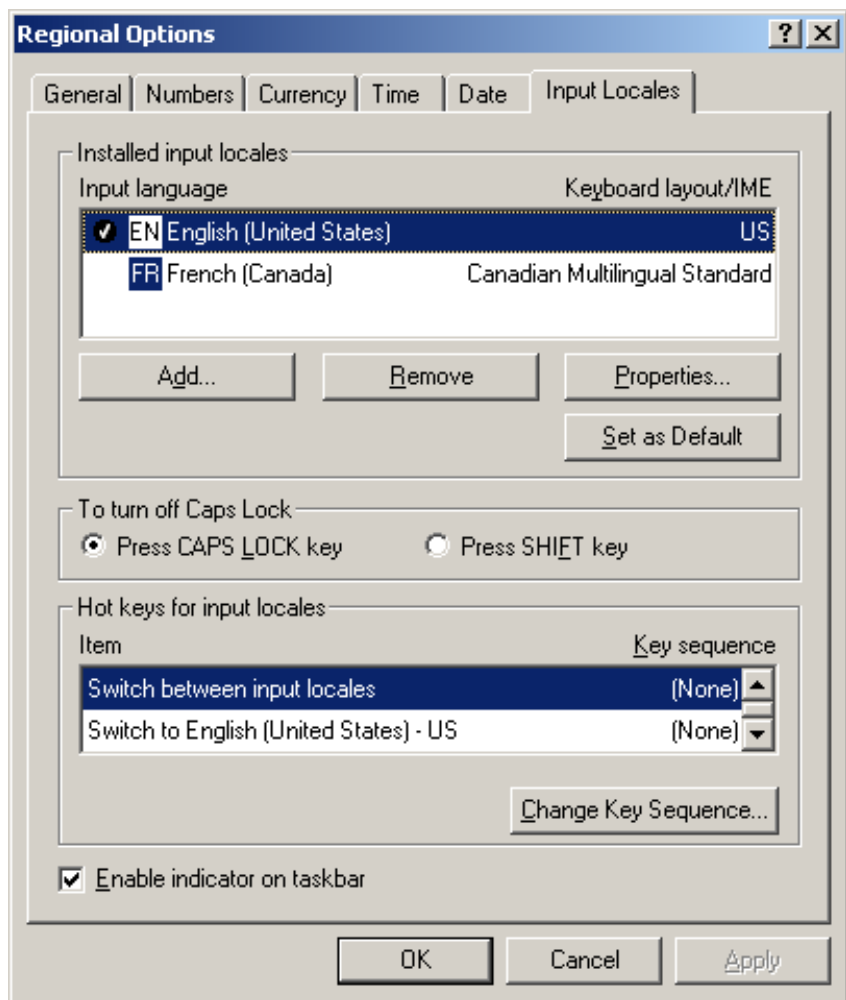 Regional Options
General Numbers Currency Time Date Input Locales
Installed input locales
Input language Keyboard layout/IME
EN English (United States) US
FR French (Canada) Canadian Multilingual Standard
Add... Remove Properties...
Set as Default
To turn off Caps Lock
Press CAPS LOCK key Press SHIFT key
Hot keys for input locales
Item Key sequence
Switch between input locales (None)
Switch to English (United States) - US (None)
Change Key Sequence...
Enable indicator on taskbar
OK Cancel Apply